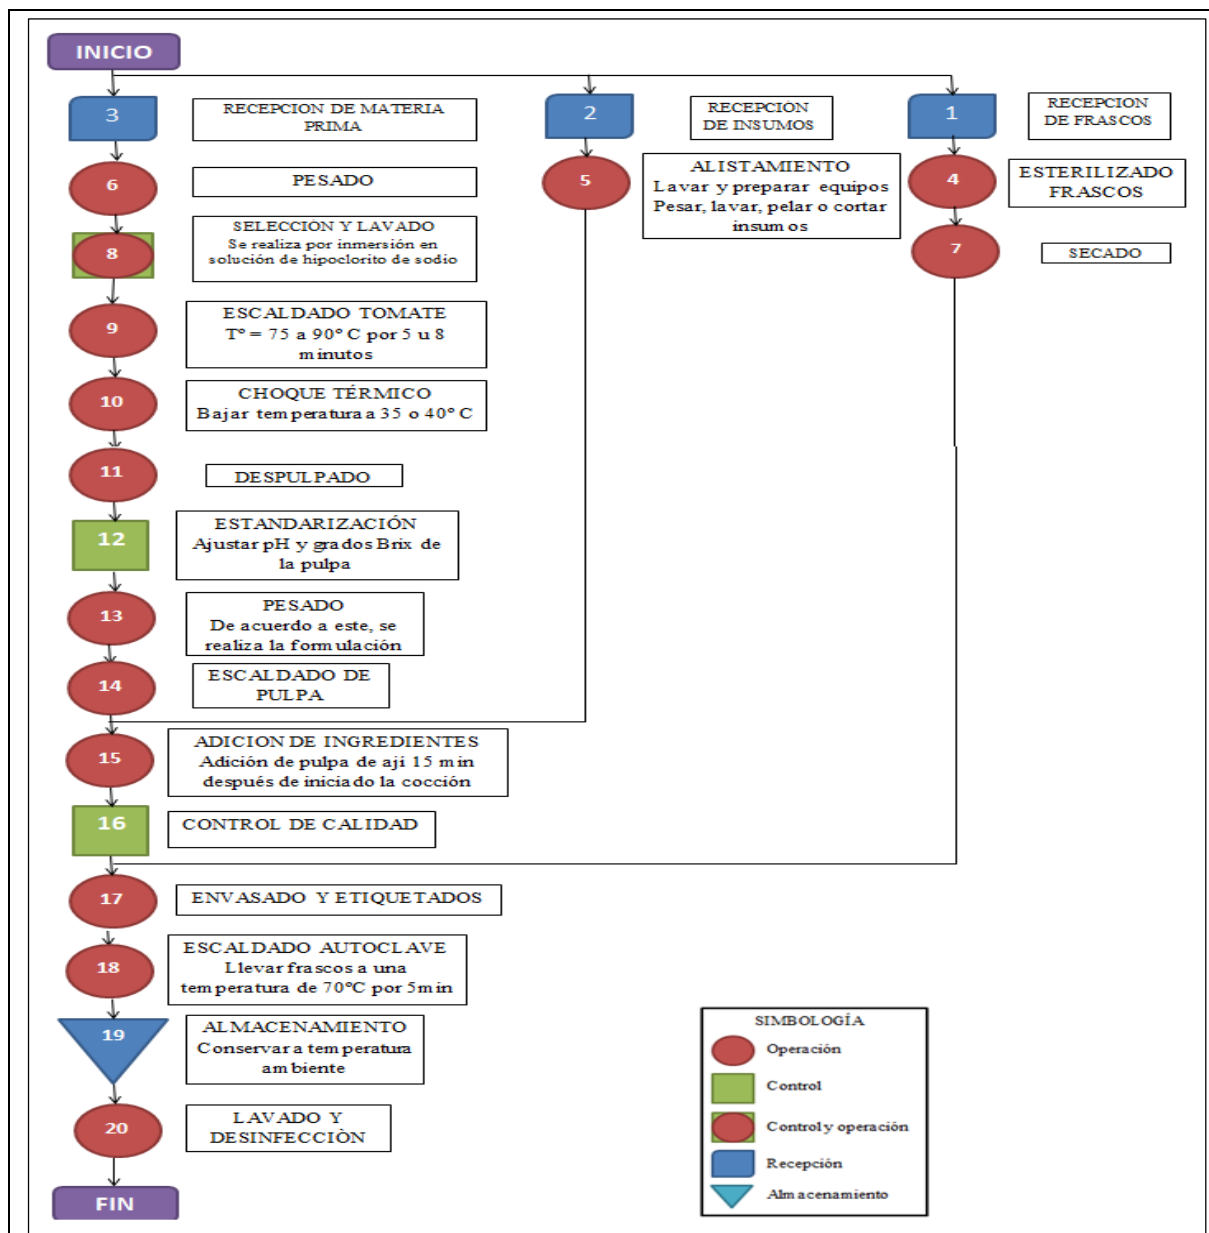 INICIO
3
RECEPCION DE MATERIA
PRIMA
2
RECEPCIÓN
DE INSUMOS
1
RECEPCION
DE FRASCOS
6
PESADO
5
ALISTAMIENTO
Lavar y preparar equipos
Pesar, lavar, pelar o cortar
insumos
4
ESTERILIZADO
FRASCOS
8
SELECCIÓN Y LAVADO
Se realiza por inmersión en
solución de hipoclorito de sodio
7
SECADO
9
ESCALDADO TOMATE
Tº = 75 a 90º C por 5 u 8
minutos
10
CHOQUE TÉRMICO
Bajar temperatura a 35 o 40º C
11
DESPULPADO
12
ESTANDARIZACIÓN
Ajustar pH y grados Brix de
la pulpa
13
PESADO
De acuerdo a este, se
realiza la formulación
14
ESCALDADO DE
PULPA
15
ADICION DE INGREDIENTES
Adición de pulpa de ají 15 min
después de iniciado la cocción
16
CONTROL DE CALIDAD
17
ENVASADO Y ETIQUETADOS
18
ESCALDADO AUTOCLAVE
Llevar frascos a una
temperatura de 70ºC por 5min
19
ALMACENAMIENTO
Conservar a temperatura
ambiente
20
LAVADO Y
DESINFECCIÒN
FIN
SIMBOLOGÍA
Operación
Control
Control y operación
Recepción
Almacenamiento